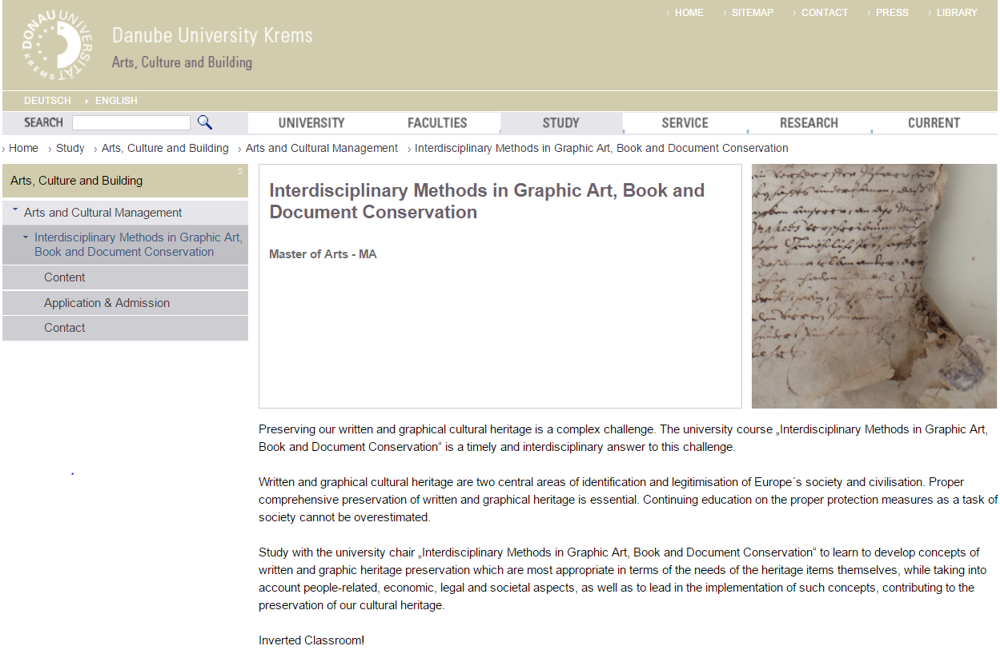 DONAU UNIVERSITÄT KREMS
HOME SITEMAP CONTACT PRESS LIBRARY
Danube University Krems
Arts, Culture and Building
DEUTSCH ENGLISH
SEARCH UNIVERSITY FACULTIES STUDY SERVICE RESEARCH CURRENT
› Home › Study › Arts, Culture and Building › Arts and Cultural Management › Interdisciplinary Methods in Graphic Art, Book and Document Conservation
Arts, Culture and Building
Arts and Cultural Management
Interdisciplinary Methods in Graphic Art,
Book and Document Conservation
Content
Application & Admission
Contact
Interdisciplinary Methods in Graphic Art, Book and
Document Conservation
Master of Arts - MA
Preserving our written and graphical cultural heritage is a complex challenge. The university course „Interdisciplinary Methods in Graphic Art,
Book and Document Conservation“ is a timely and interdisciplinary answer to this challenge.
Written and graphical cultural heritage are two central areas of identification and legitimisation of Europe´s society and civilisation. Proper
comprehensive preservation of written and graphical heritage is essential. Continuing education on the proper protection measures as a task of
society cannot be overestimated.
Study with the university chair „Interdisciplinary Methods in Graphic Art, Book and Document Conservation“ to learn to develop concepts of
written and graphic heritage preservation which are most appropriate in terms of the needs of the heritage items themselves, while taking into
account people-related, economic, legal and societal aspects, as well as to lead in the implementation of such concepts, contributing to the
preservation of our cultural heritage.
Inverted Classroom!